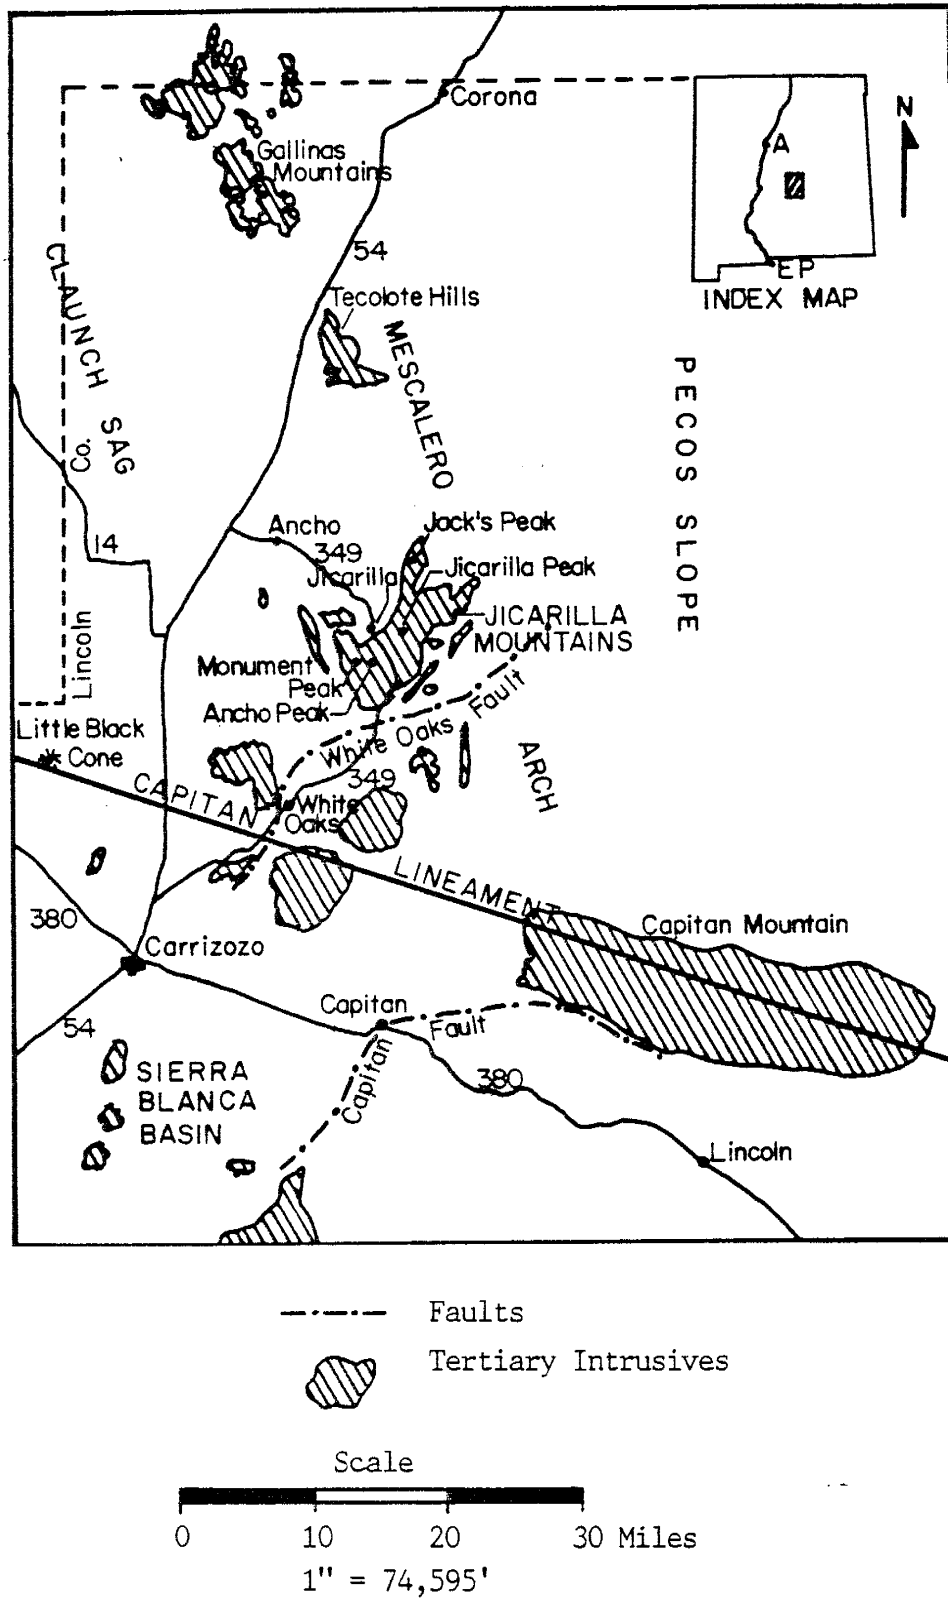 Corona
N
A
Gallinas
Mountains
54
EP
INDEX MAP
CLAUNCH SAG
Tecolote Hills
MESCALERO
PECOS SLOPE
Co.
Lincoln
14
Ancho
349
Jack's Peak
Jicarilla
Jicarilla Peak
JICARILLA
MOUNTAINS
Monument
Peak
Ancho Peak
White Oaks Fault
Little Black
Cone
ARCH
349
CAPITAN LINEAMENT
White
Oaks
380
Capitan Mountain
Carrizozo
Capitan
Capitan Fault
54
SIERRA
BLANCA
BASIN
380
Lincoln
Faults
Tertiary Intrusives
Scale
0 10 20 30 Miles
1" = 74,595'